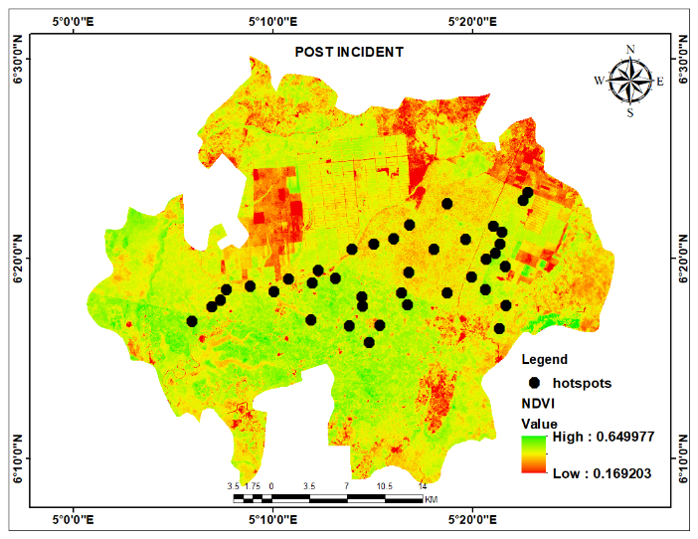 5°0'0"E 5°10'0"E 5°20'0"E
POST INCIDENT
N
W E
S
6°30'0"N 6°30'0"N
6°20'0"N 6°20'0"N
6°10'0"N 6°10'0"N
Legend
hotspots
NDVI
Value
High : 0.649977
Low : 0.169203
3.5 1.75 0 3.5 7 10.5 14
KM
5°0'0"E 5°10'0"E 5°20'0"E